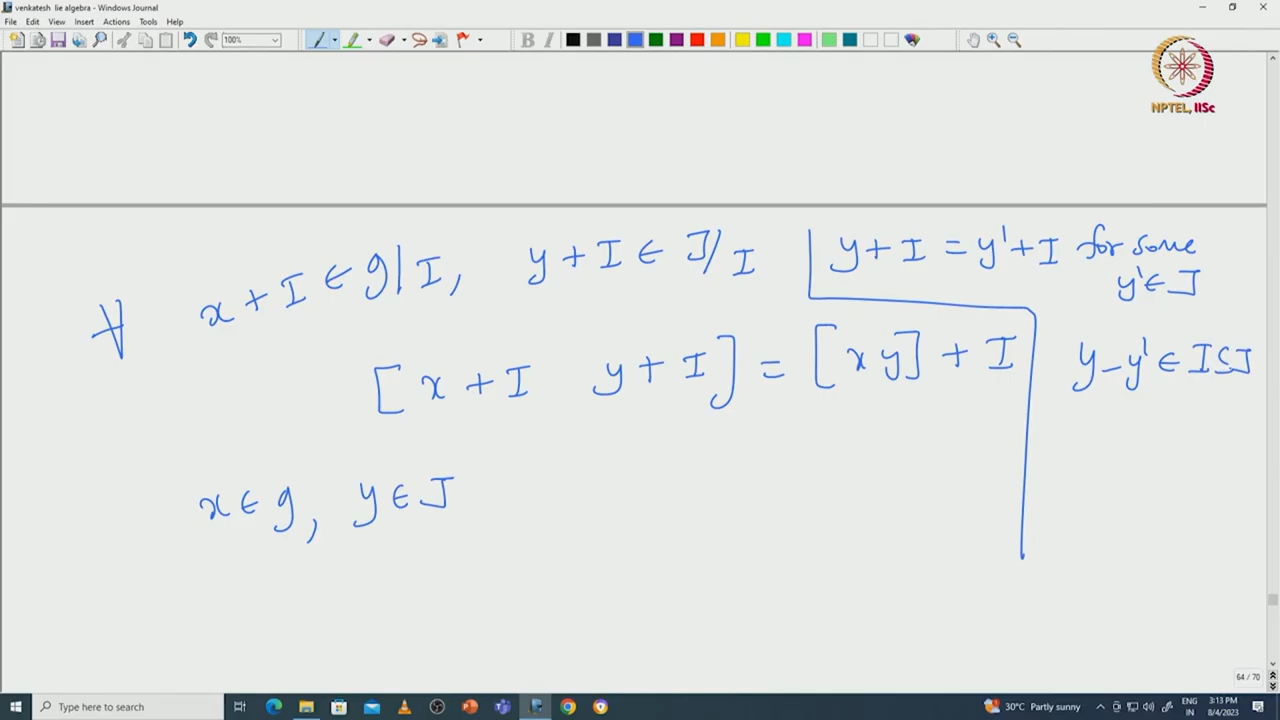 venkatesh lie algebra - Windows Journal
File Edit View Insert Actions Tools Help
100%
B I
NPTEL, IISc
∀ x + I ∈ g/I, y + I ∈ J/I
y + I = y' + I for some
y' ∈ J
[x + I y + I] = [x y] + I
y - y' ∈ I ⊆ J
x ∈ g, y ∈ J
64 / 70
Type here to search
30°C Partly sunny
ENG
IN
3:13 PM
8/4/2023